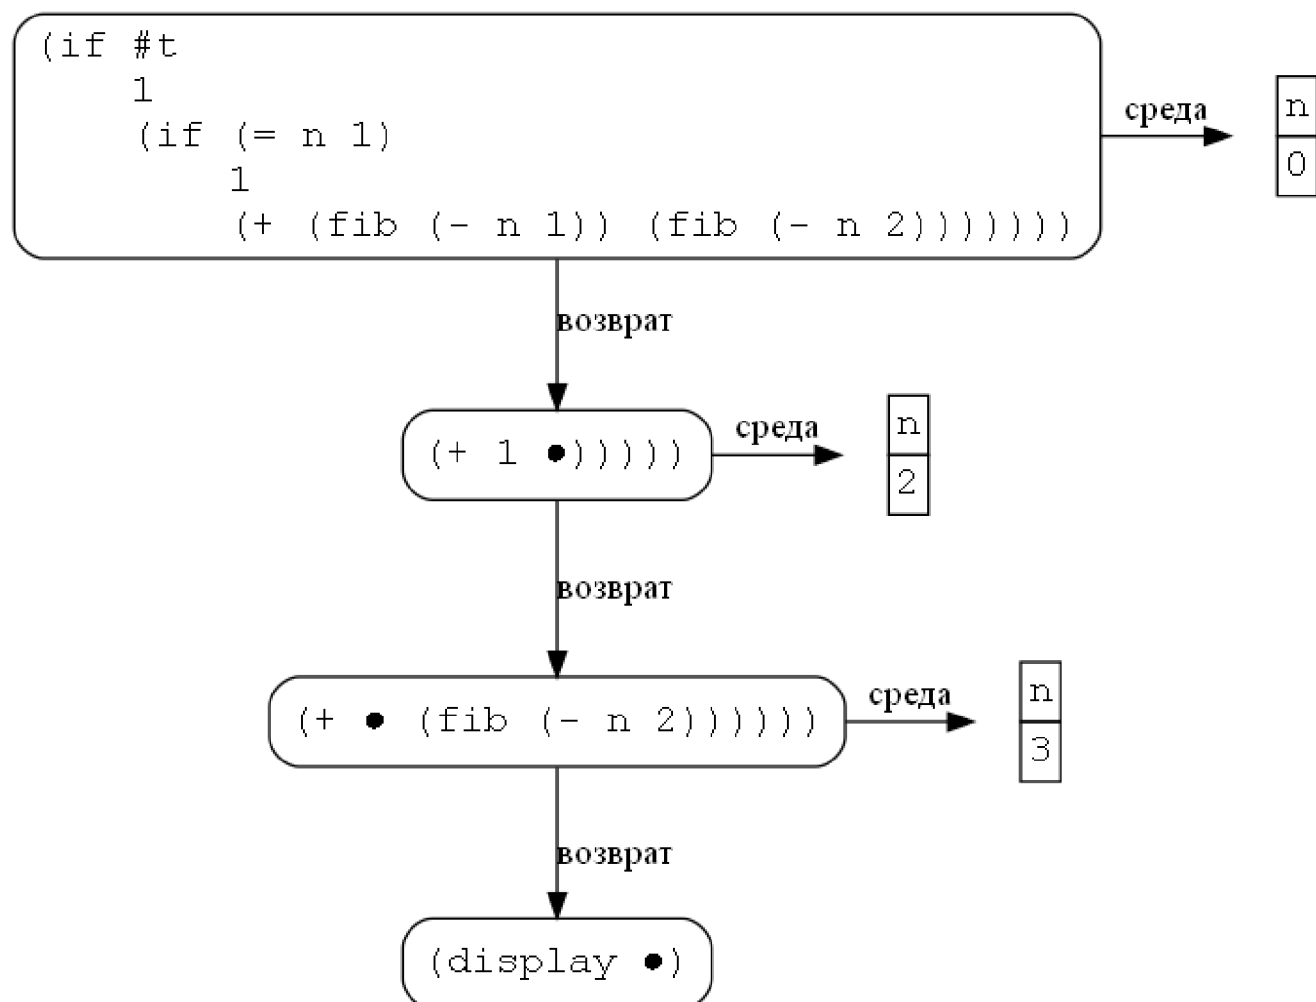 (if #t
    1
    (if (= n 1)
        1
        (+ (fib (- n 1)) (fib (- n 2)))))))
среда
n
0
возврат
(+ 1 ●)))))
среда
n
2
возврат
(+ ● (fib (- n 2))))))
среда
n
3
возврат
(display ●)